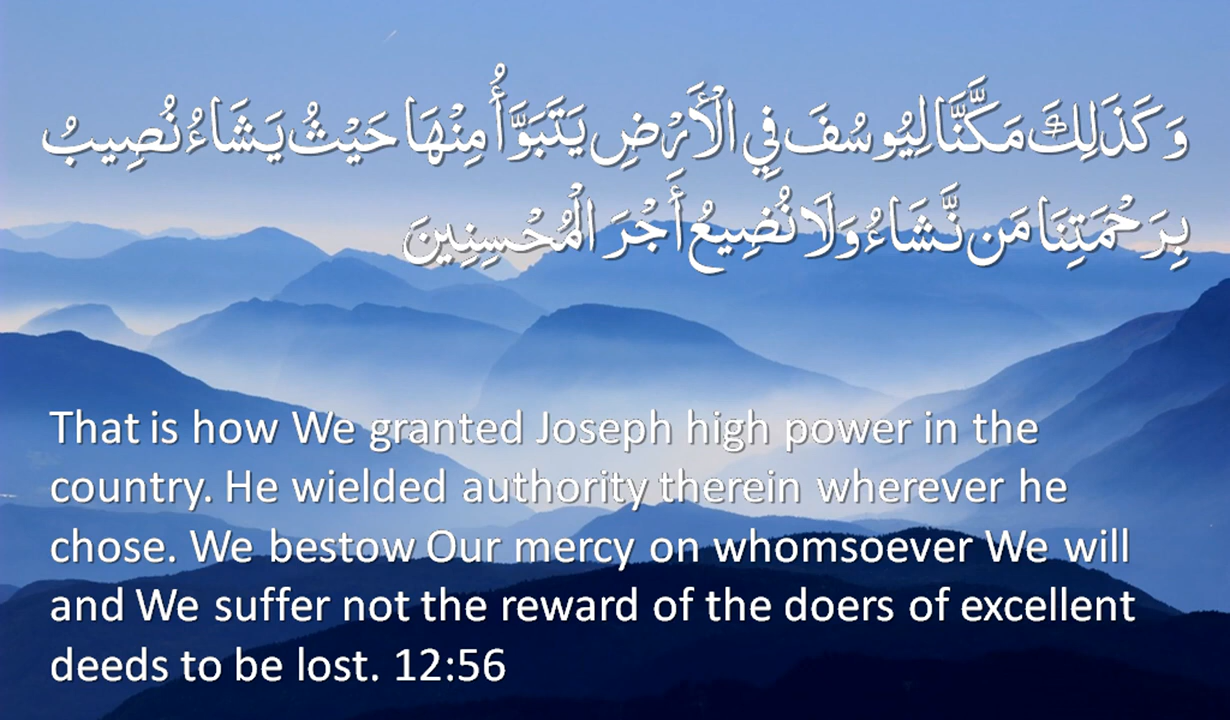 وَكَذَلِكَ مَكَّنَّا لِيُوسُفَ فِي الْأَرْضِ يَتَبَوَّأُ مِنْهَا حَيْثُ يَشَاءُ نُصِيبُ
بِرَحْمَتِنَا مَن نَّشَاءُ وَلَا نُضِيعُ أَجْرَ الْمُحْسِنِينَ
That is how We granted Joseph high power in the
country. He wielded authority therein wherever he
chose. We bestow Our mercy on whomsoever We will
and We suffer not the reward of the doers of excellent
deeds to be lost. 12:56